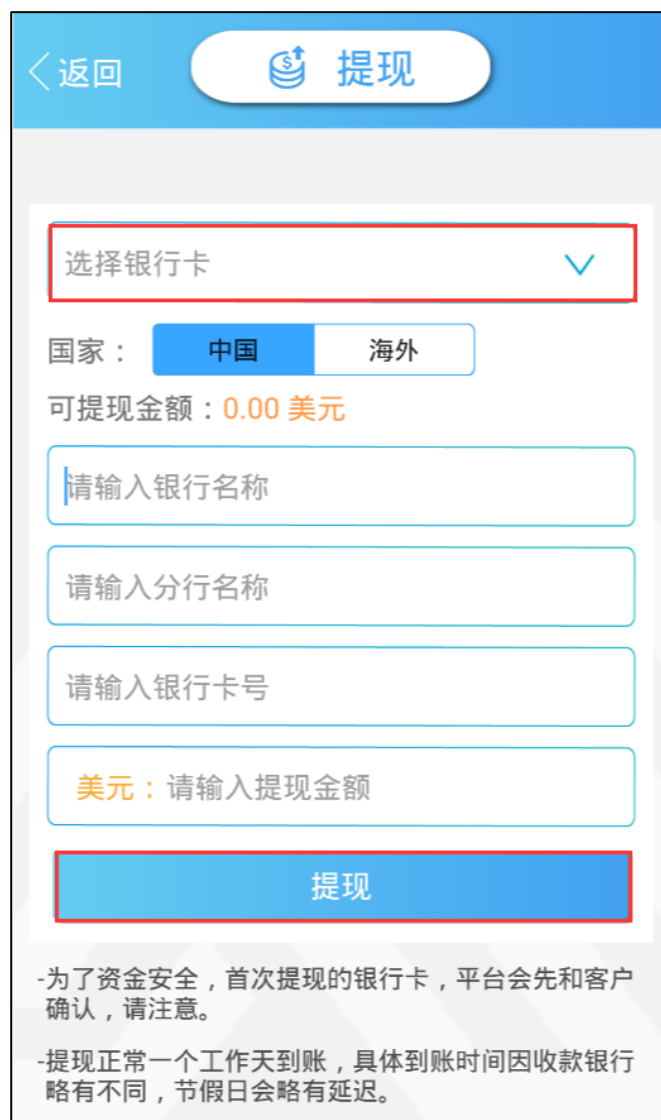 返回
提现
选择银行卡
国家：
中国
海外
可提现金额：0.00 美元
请输入银行名称
请输入分行名称
请输入银行卡号
美元：请输入提现金额
提现
-为了资金安全，首次提现的银行卡，平台会先和客户
确认，请注意。
-提现正常一个工作天到账，具体到账时间因收款银行
略有不同，节假日会略有延迟。